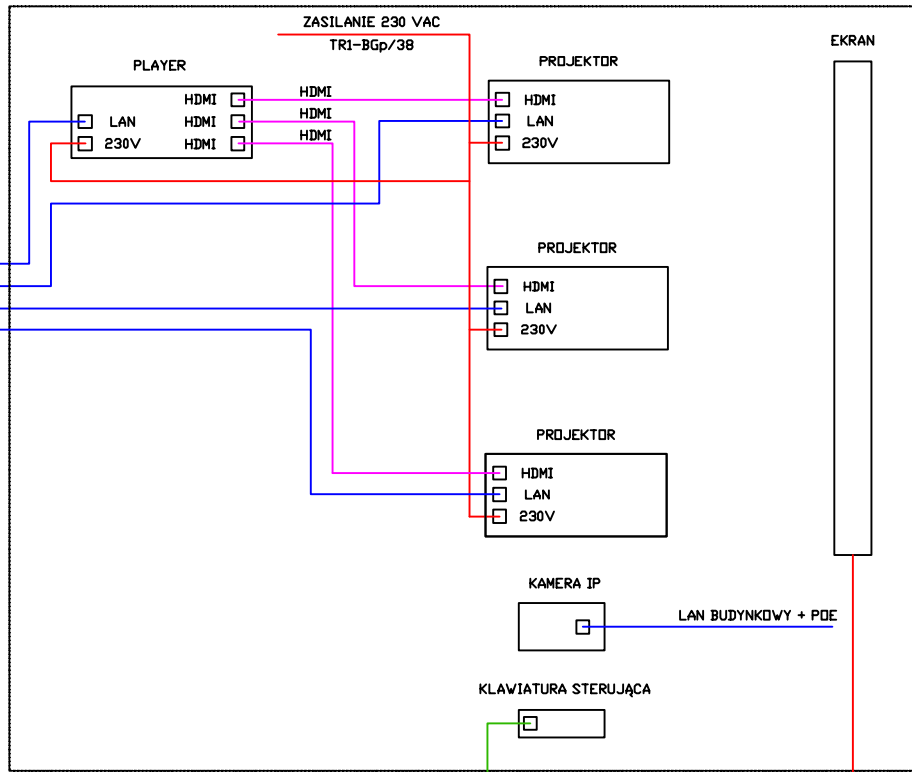 ZASILANIE 230 VAC
TR1-BGp/38
EKRAN
PLAYER
PROJEKTOR
HDMI
HDMI
HDMI
LAN
HDMI
HDMI
LAN
230V
HDMI
HDMI
230V
PROJEKTOR
HDMI
LAN
230V
PROJEKTOR
HDMI
LAN
230V
KAMERA IP
LAN BUDYNKOWY + POE
KLAWIATURA STERUJĄCA